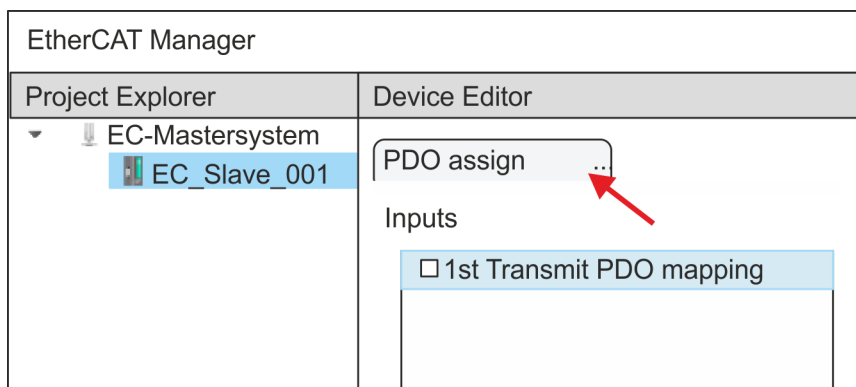 EtherCAT Manager
Project Explorer
Device Editor
EC-Mastersystem
EC_Slave_001
PDO assign ...
Inputs
1st Transmit PDO mapping